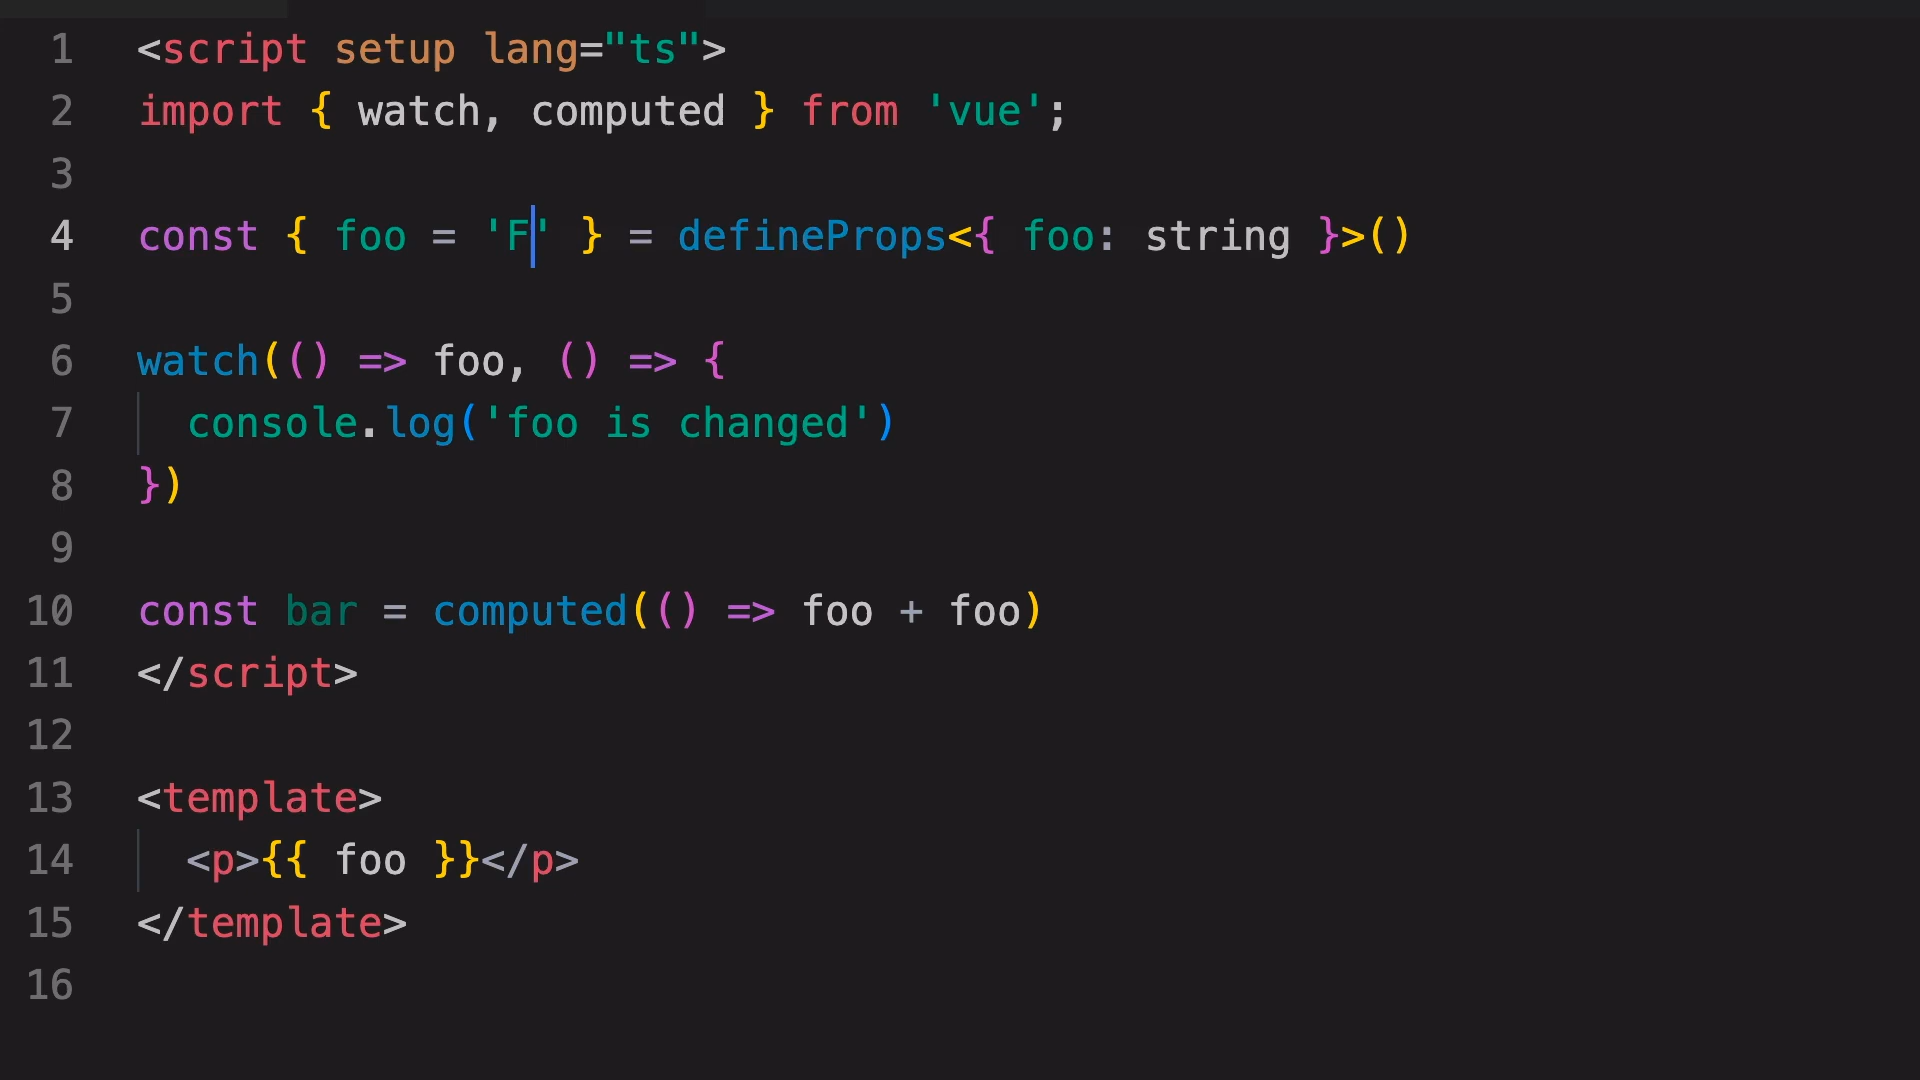 1 <script setup lang="ts">
2 import { watch, computed } from 'vue';
3
4 const { foo = 'F' } = defineProps<{ foo: string }>()
5
6 watch(() => foo, () => {
7 console.log('foo is changed')
8 })
9
10 const bar = computed(() => foo + foo)
11 </script>
12
13 <template>
14 <p>{{ foo }}</p>
15 </template>
16